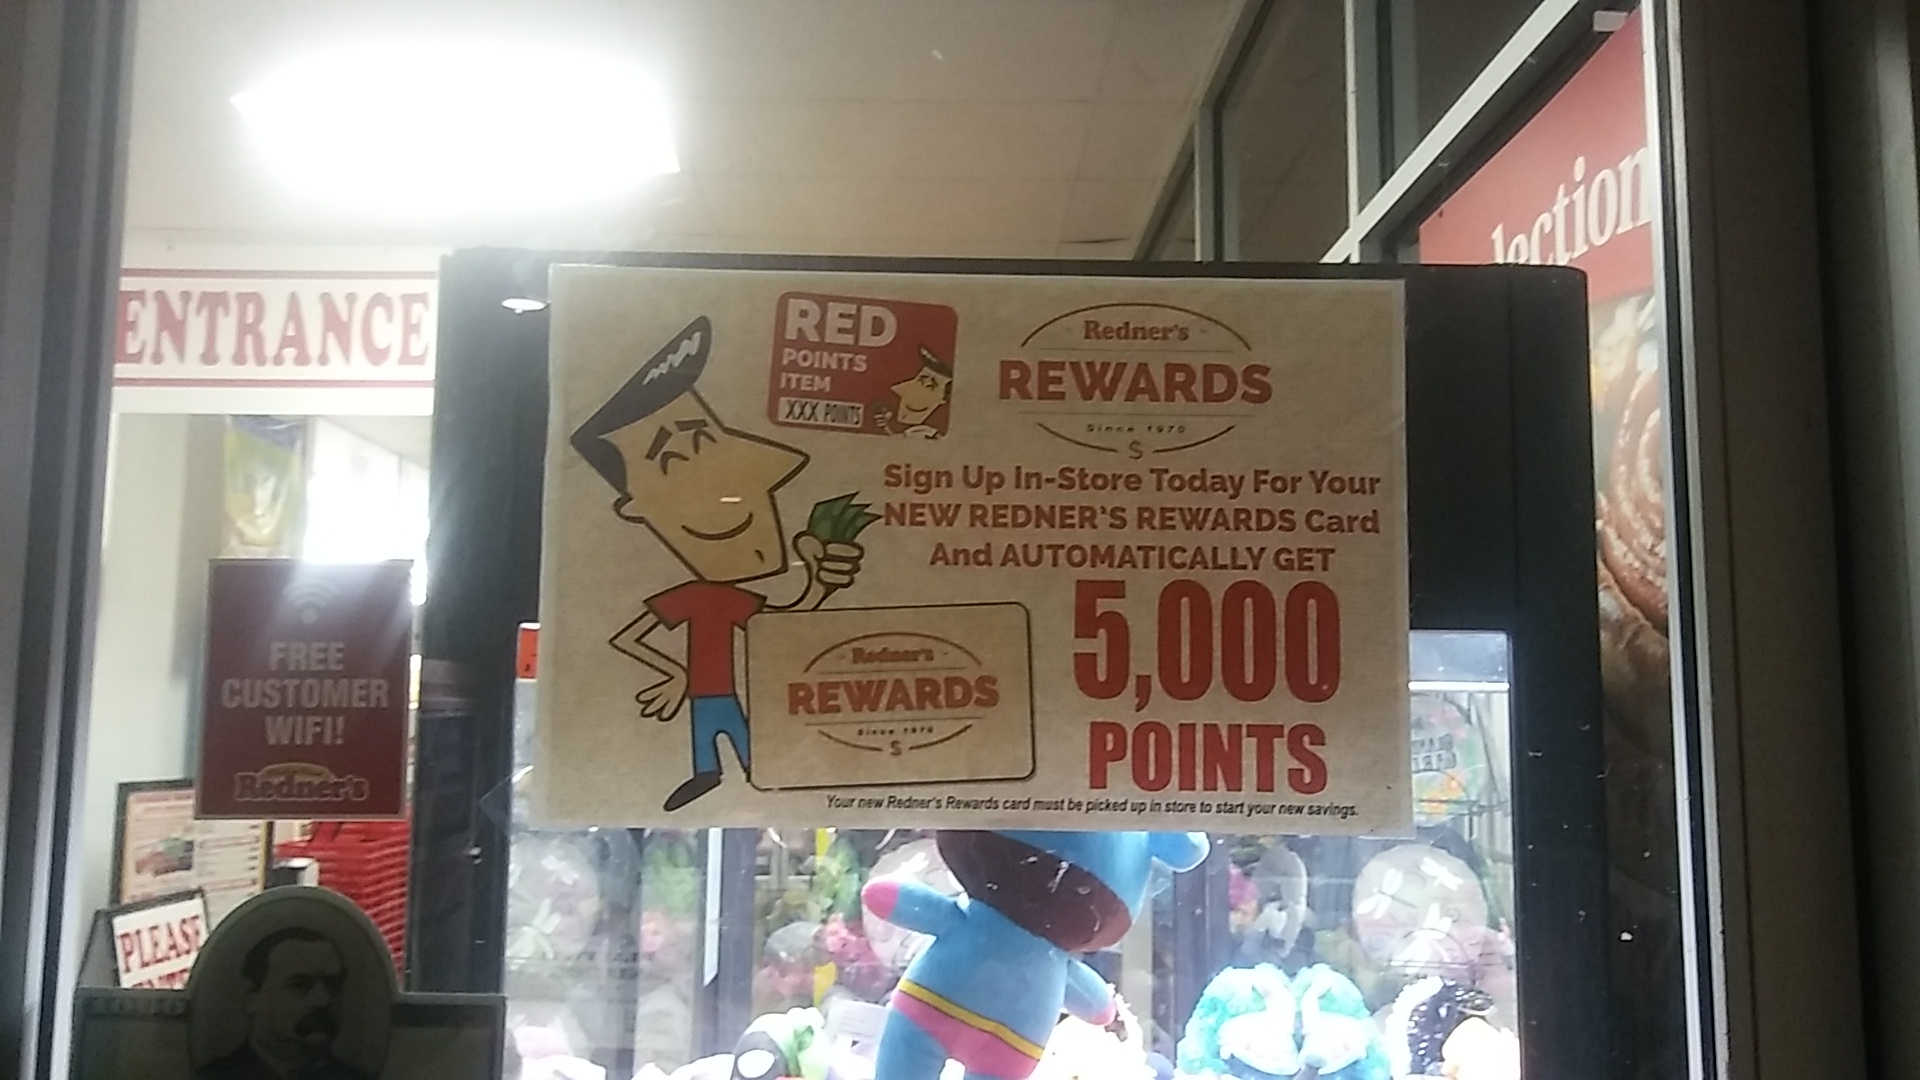 ENTRANCE
lection
RED
POINTS
ITEM
XXX POINTS
Redner's
REWARDS
Since 1970
$
Sign Up In-Store Today For Your
NEW REDNER'S REWARDS Card
And AUTOMATICALLY GET
5,000
POINTS
Redner's
REWARDS
Since 1970
$
Your new Redner's Rewards card must be picked up in store to start your new savings.
FREE
CUSTOMER
WIFI!
Redner's
PLEASE